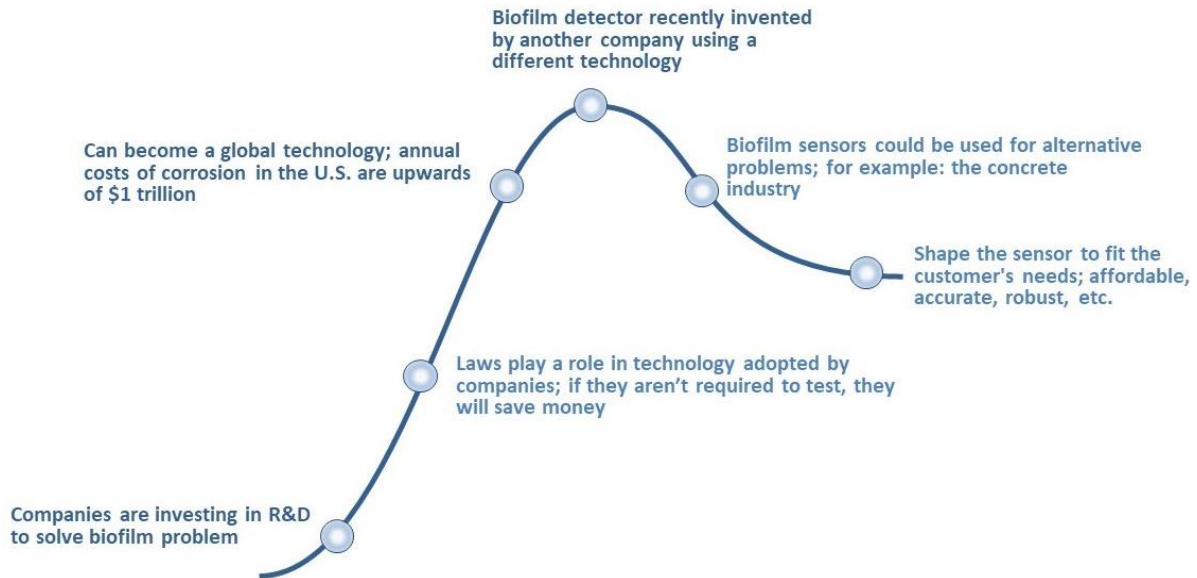 Biofilm detector recently invented
by another company using a
different technology
Can become a global technology; annual
costs of corrosion in the U.S. are upwards
of $1 trillion
Biofilm sensors could be used for alternative
problems; for example: the concrete
industry
Shape the sensor to fit the
customer's needs; affordable,
accurate, robust, etc.
Laws play a role in technology adopted by
companies; if they aren’t required to test, they
will save money
Companies are investing in R&D
to solve biofilm problem